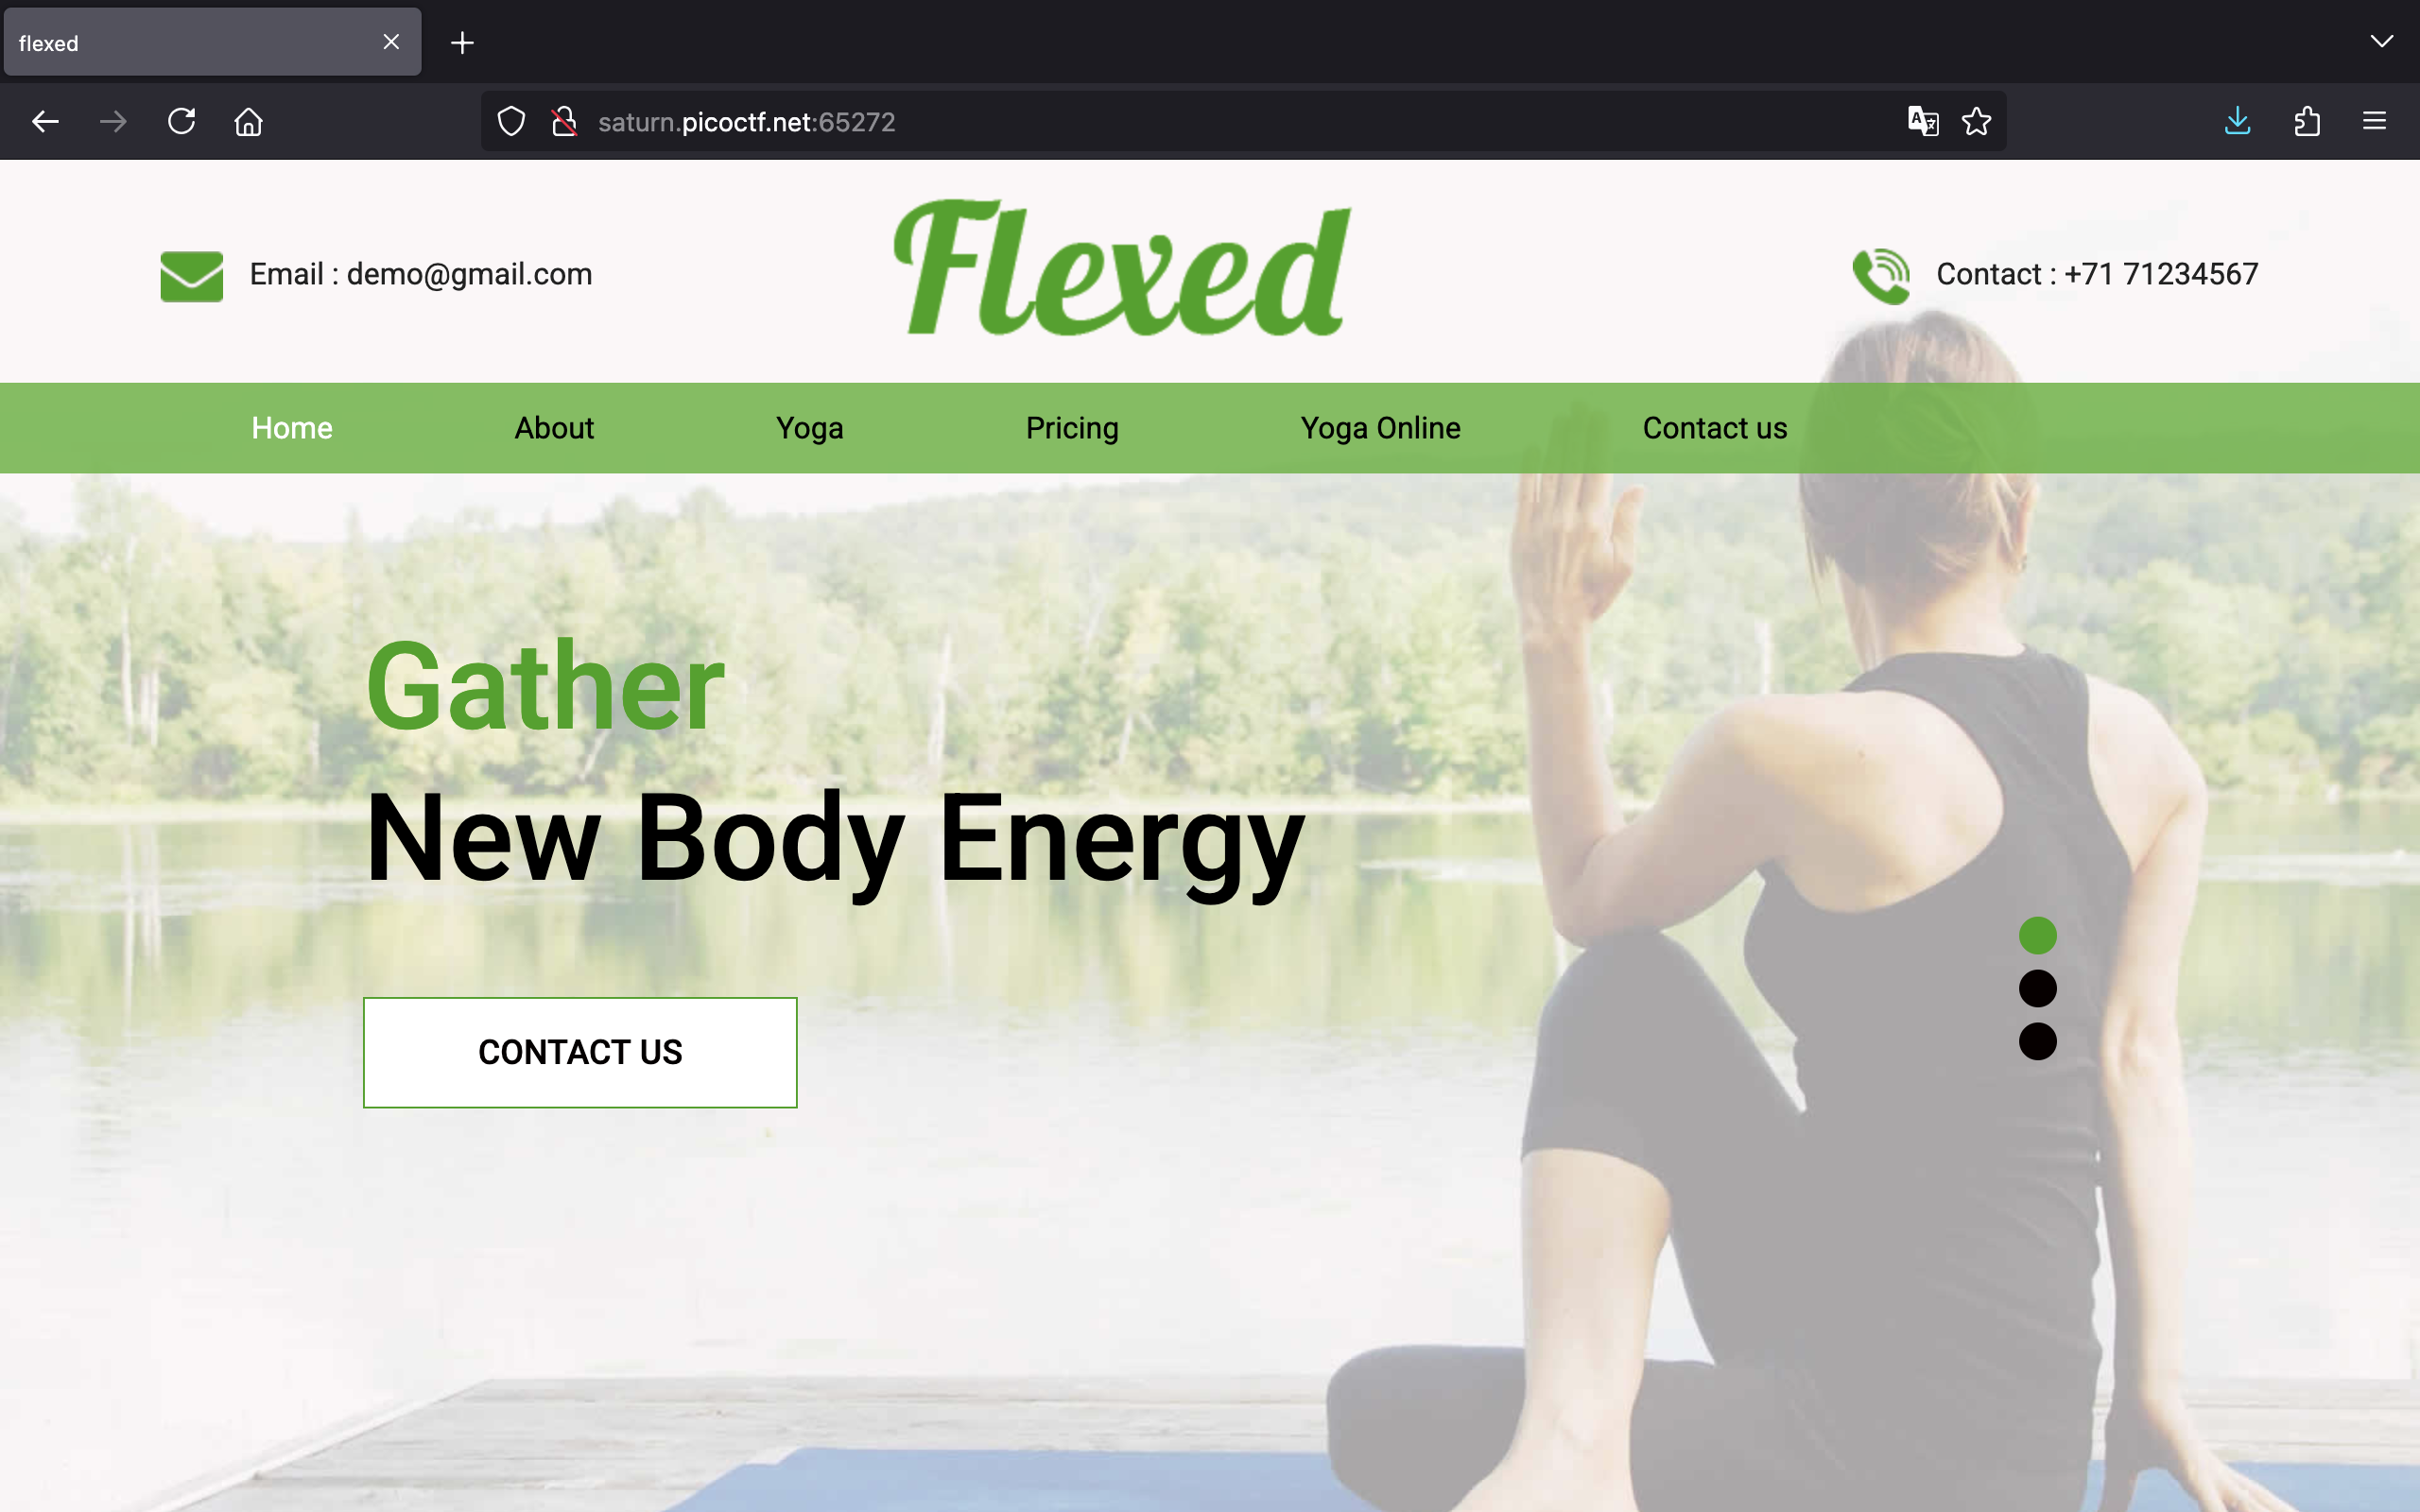 flexed
saturn.picoctf.net:65272
Email : demo@gmail.com
Flexed
Contact : +71 71234567
Home About Yoga Pricing Yoga Online Contact us
Gather
New Body Energy
CONTACT US